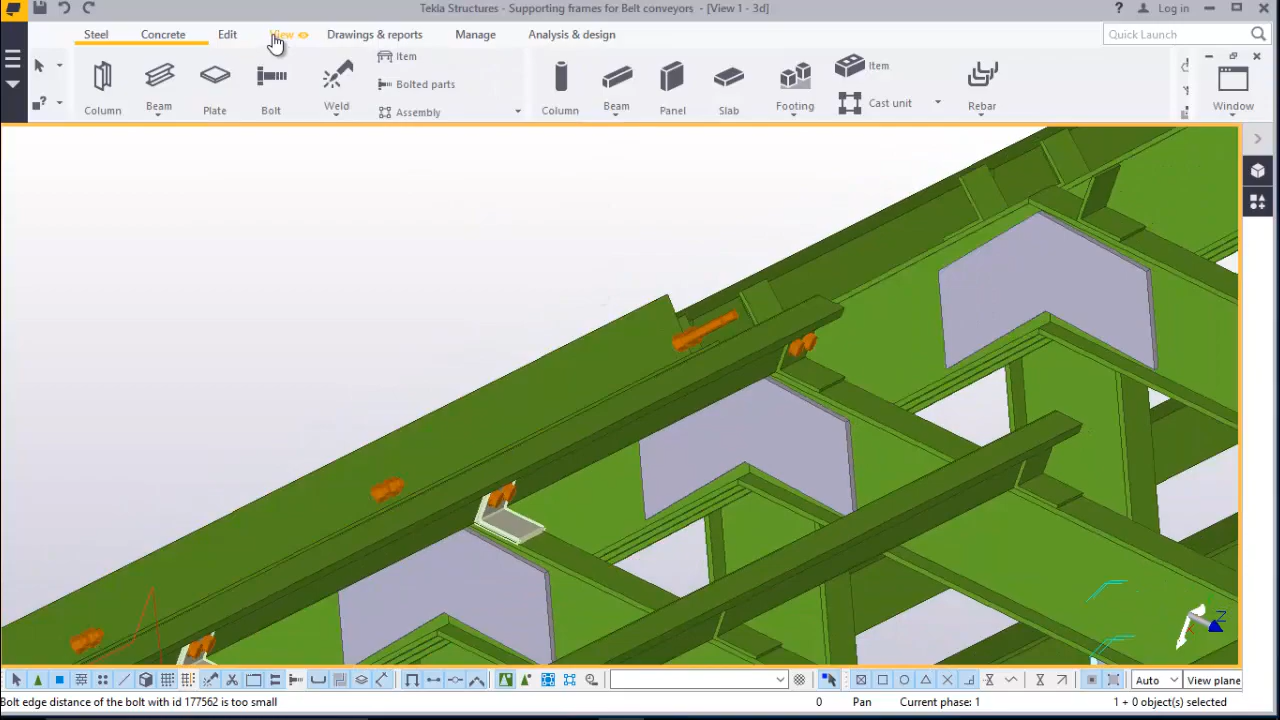 Tekla Structures - Supporting frames for Belt conveyors - [View 1 - 3d]
? Log in
Steel Concrete Edit View Drawings & reports Manage Analysis & design
Quick Launch
Item
Bolted parts
Assembly
Column Beam Plate Bolt Weld
Column Beam Panel Slab Footing
Item
Cast unit
Rebar
Window
Z
Auto
View plane
Bolt edge distance of the bolt with id 177562 is too small
0
Pan
Current phase: 1
1 + 0 object(s) selected